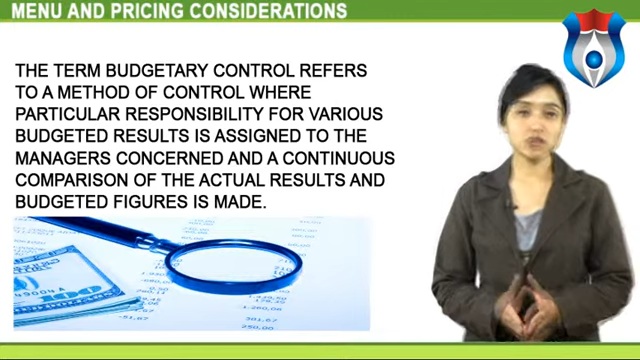 MENU AND PRICING CONSIDERATIONS
THE TERM BUDGETARY CONTROL REFERS
TO A METHOD OF CONTROL WHERE
PARTICULAR RESPONSIBILITY FOR VARIOUS
BUDGETED RESULTS IS ASSIGNED TO THE
MANAGERS CONCERNED AND A CONTINUOUS
COMPARISON OF THE ACTUAL RESULTS AND
BUDGETED FIGURES IS MADE.